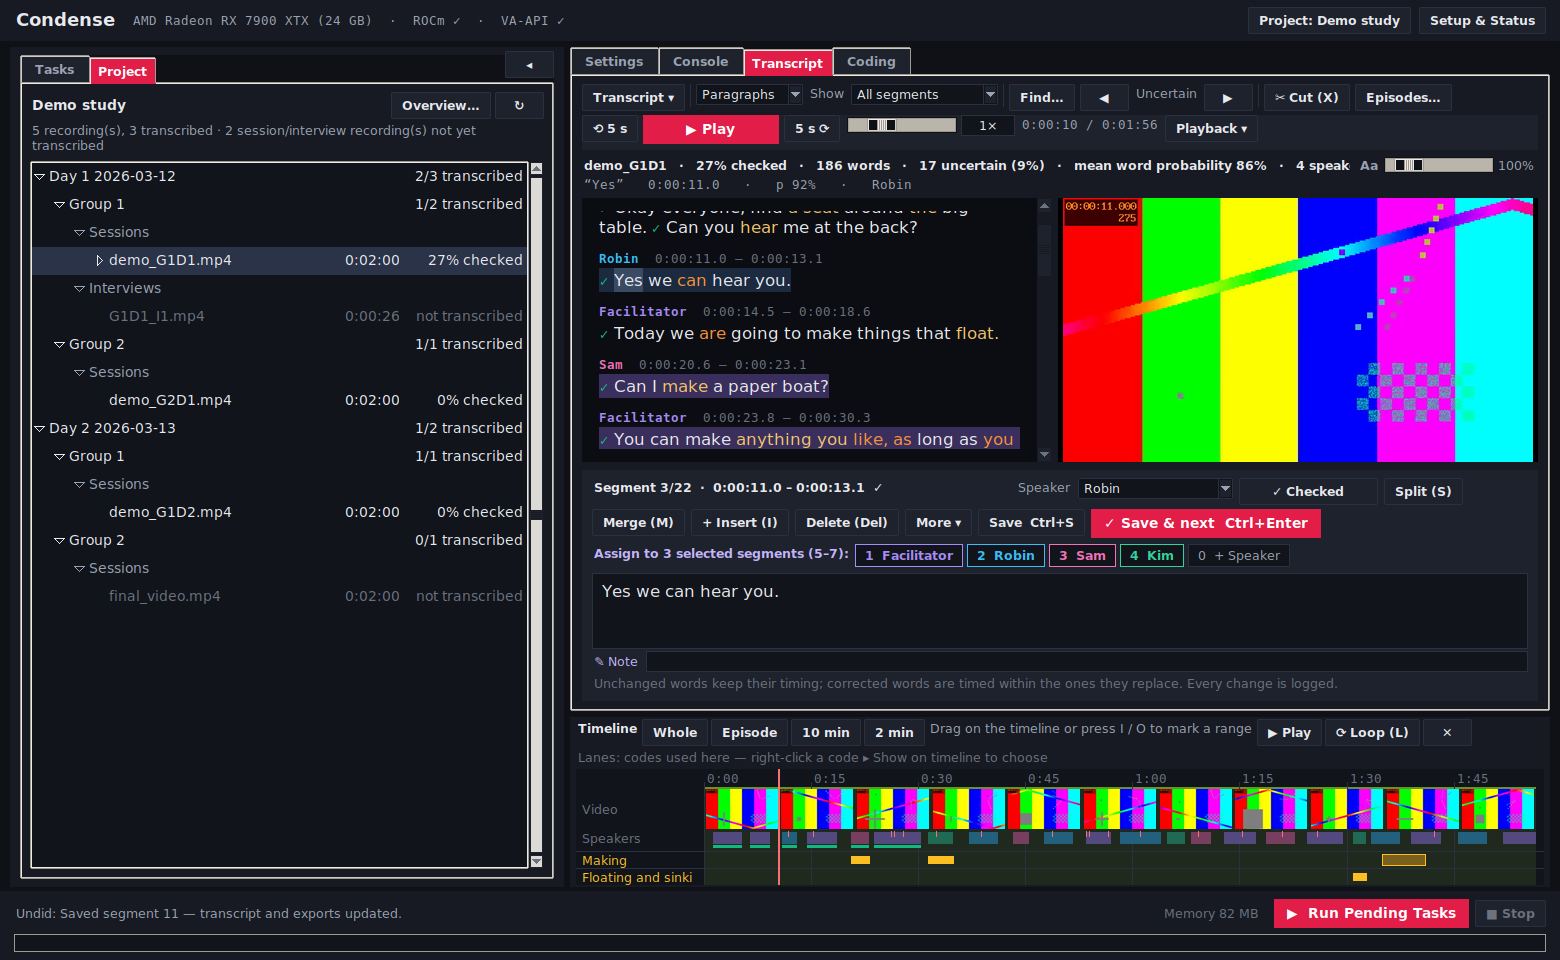 Condense AMD Radeon RX 7900 XTX (24 GB) · ROCm ✓ · VA-API ✓ Project: Demo study Setup & Status
Tasks Project ◂
Demo study Overview… ↻
5 recording(s), 3 transcribed · 2 session/interview recording(s) not yet
transcribed
Day 1 2026-03-12 2/3 transcribed
Group 1 1/2 transcribed
Sessions
demo_G1D1.mp4 0:02:00 27% checked
Interviews
G1D1_I1.mp4 0:00:26 not transcribed
Group 2 1/1 transcribed
Sessions
demo_G2D1.mp4 0:02:00 0% checked
Day 2 2026-03-13 1/2 transcribed
Group 1 1/1 transcribed
Sessions
demo_G1D2.mp4 0:02:00 0% checked
Group 2 0/1 transcribed
Sessions
final_video.mp4 0:02:00 not transcribed
Settings Console Transcript Coding
Transcript ▾ Paragraphs Show All segments Find… ◀ Uncertain ▶ ✂ Cut (X) Episodes…
⟲ 5 s ▶ Play 5 s ⟳ 1× 0:00:10 / 0:01:56 Playback ▾
demo_G1D1 · 27% checked · 186 words · 17 uncertain (9%) · mean word probability 86% · 4 speak Aa 100%
“Yes” 0:00:11.0 · p 92% · Robin
Okay everyone, find a seat around the big
table. ✓ Can you hear me at the back?
Robin 0:00:11.0 – 0:00:13.1
✓ Yes we can hear you.
Facilitator 0:00:14.5 – 0:00:18.6
✓ Today we are going to make things that float.
Sam 0:00:20.6 – 0:00:23.1
✓ Can I make a paper boat?
Facilitator 0:00:23.8 – 0:00:30.3
✓ You can make anything you like, as long as you
00:00:11.000
275
Segment 3/22 · 0:00:11.0 – 0:00:13.1 ✓ Speaker Robin ✓ Checked Split (S)
Merge (M) + Insert (I) Delete (Del) More ▾ Save Ctrl+S ✓ Save & next Ctrl+Enter
Assign to 3 selected segments (5–7): 1 Facilitator 2 Robin 3 Sam 4 Kim 0 + Speaker
Yes we can hear you.
✎ Note
Unchanged words keep their timing; corrected words are timed within the ones they replace. Every change is logged.
Timeline Whole Episode 10 min 2 min Drag on the timeline or press I / O to mark a range ▶ Play ⟳ Loop (L) ✕
Lanes: codes used here — right-click a code ▸ Show on timeline to choose
0:00 0:15 0:30 0:45 1:00 1:15 1:30 1:45
Video
Speakers
Making
Floating and sinki
Undid: Saved segment 11 — transcript and exports updated. Memory 82 MB ▶ Run Pending Tasks ■ Stop